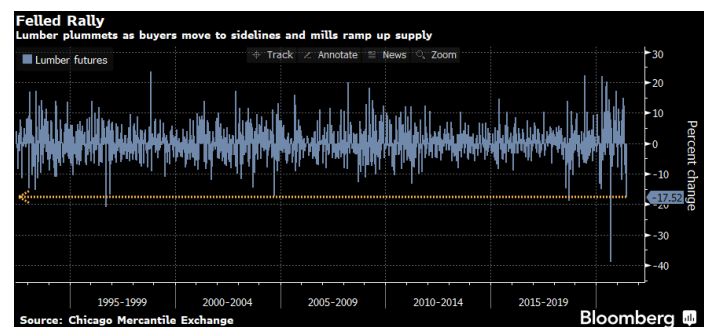 Felled Rally
Lumber plummets as buyers move to sidelines and mills ramp up supply
Lumber futures
Track Annotate News Zoom
30
20
10
0
-10
-17.52
-20
-30
-40
Percent change
1995-1999 2000-2004 2005-2009 2010-2014 2015-2019
Source: Chicago Mercantile Exchange
Bloomberg